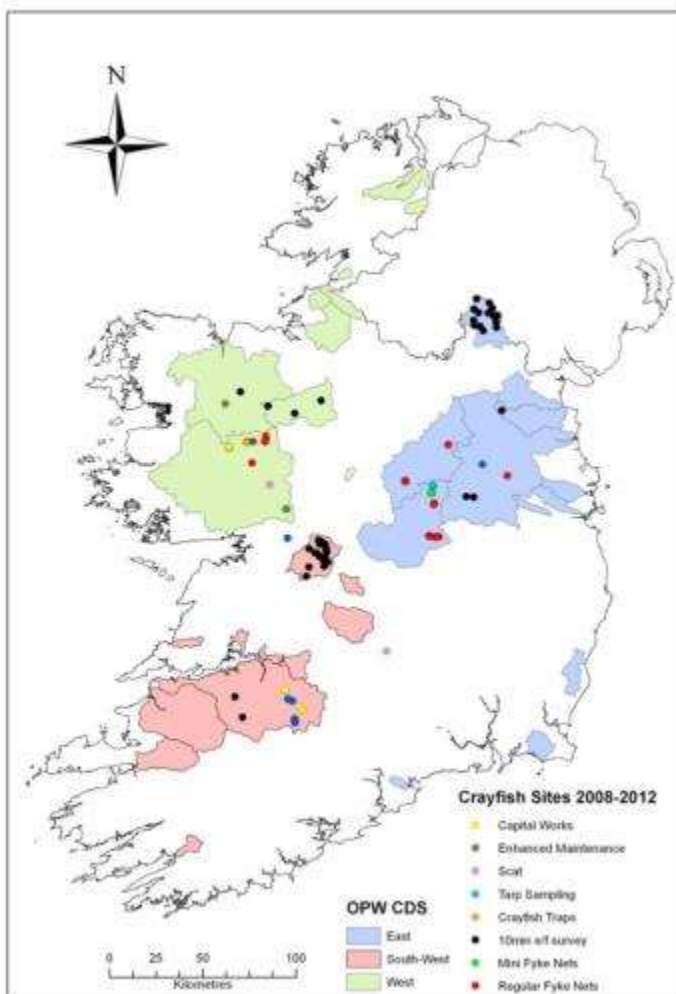 N
Crayfish Sites 2008-2012
Capital Works
Enhanced Maintenance
Scat
Tarp Sampling
Crayfish Traps
10min e/f survey
Mini Fyke Nets
Regular Fyke Nets
OPW CDS
East
South-West
West
0 25 50 100
Kilometres